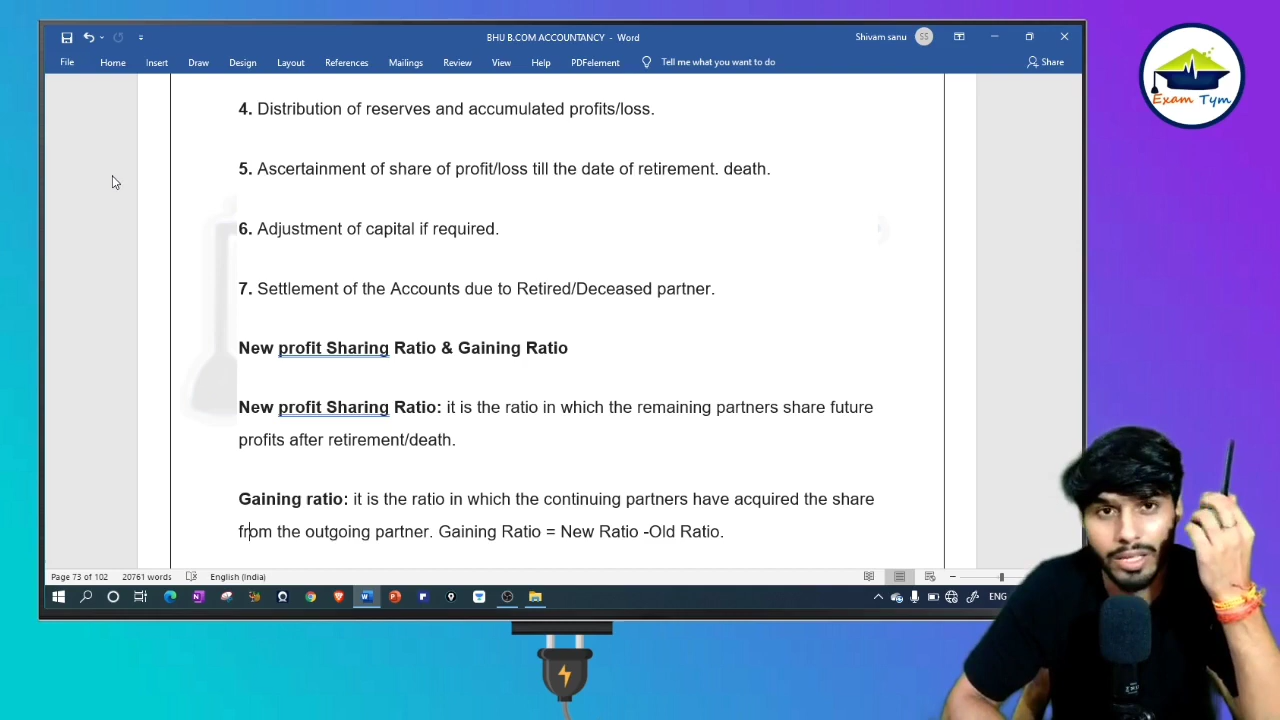 BHU B.COM ACCOUNTANCY - Word
Shivam sanu SS
File Home Insert Draw Design Layout References Mailings Review View Help PDFelement Tell me what you want to do Share
Exam Tym
4. Distribution of reserves and accumulated profits/loss.
5. Ascertainment of share of profit/loss till the date of retirement. death.
6. Adjustment of capital if required.
7. Settlement of the Accounts due to Retired/Deceased partner.
New profit Sharing Ratio & Gaining Ratio
New profit Sharing Ratio: it is the ratio in which the remaining partners share future
profits after retirement/death.
Gaining ratio: it is the ratio in which the continuing partners have acquired the share
from the outgoing partner. Gaining Ratio = New Ratio -Old Ratio.
Page 73 of 102 20761 words English (India)
ENG